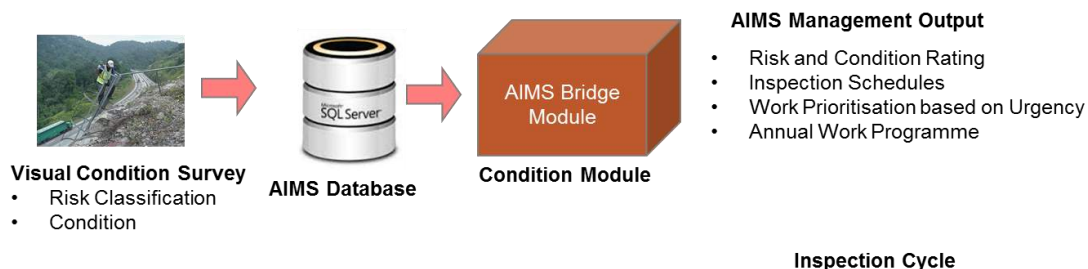 AIMS Management Output
• Risk and Condition Rating
• Inspection Schedules
• Work Prioritisation based on Urgency
• Annual Work Programme
Microsoft
SQL Server
AIMS Bridge
Module
Visual Condition Survey
• Risk Classification
• Condition
AIMS Database
Condition Module
Inspection Cycle